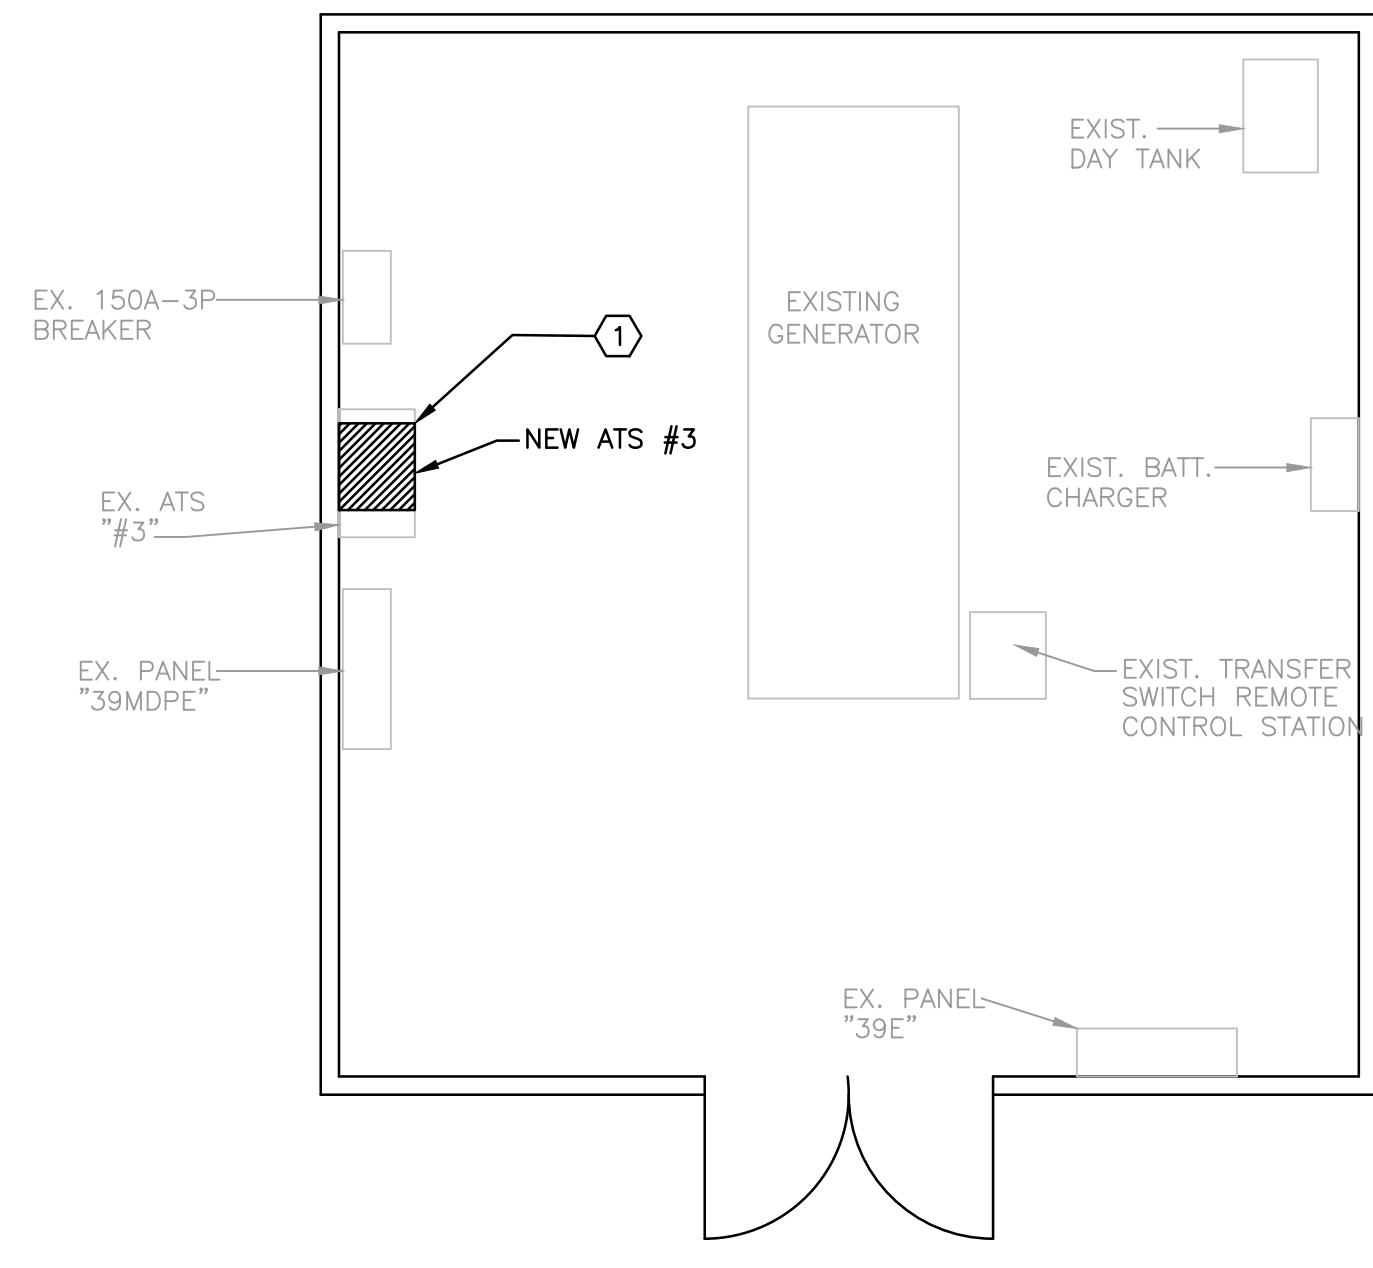 EXIST.
DAY TANK
EX. 150A-3P
BREAKER
EXISTING
GENERATOR
1
NEW ATS #3
EXIST. BATT.
CHARGER
EX. ATS
"#3"
EX. PANEL
"39MDPE"
EXIST. TRANSFER
SWITCH REMOTE
CONTROL STATION
EX. PANEL
"39E"